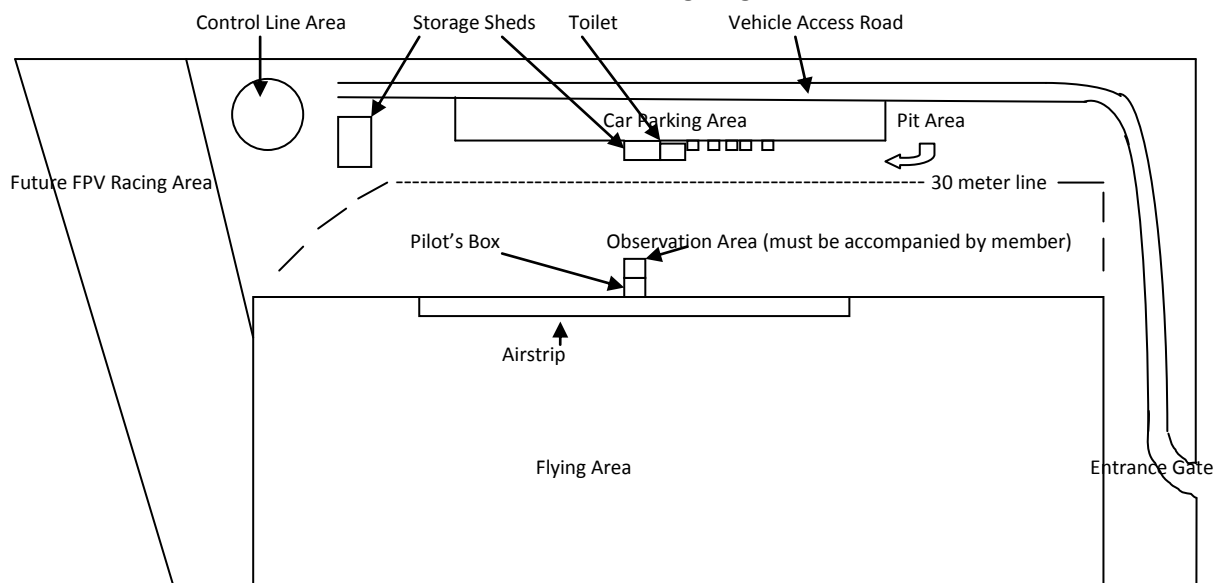 Control Line Area
Storage Sheds
Toilet
Vehicle Access Road
Car Parking Area
Pit Area
Future FPV Racing Area
30 meter line
Pilot's Box
Observation Area (must be accompanied by member)
Airstrip
Flying Area
Entrance Gate